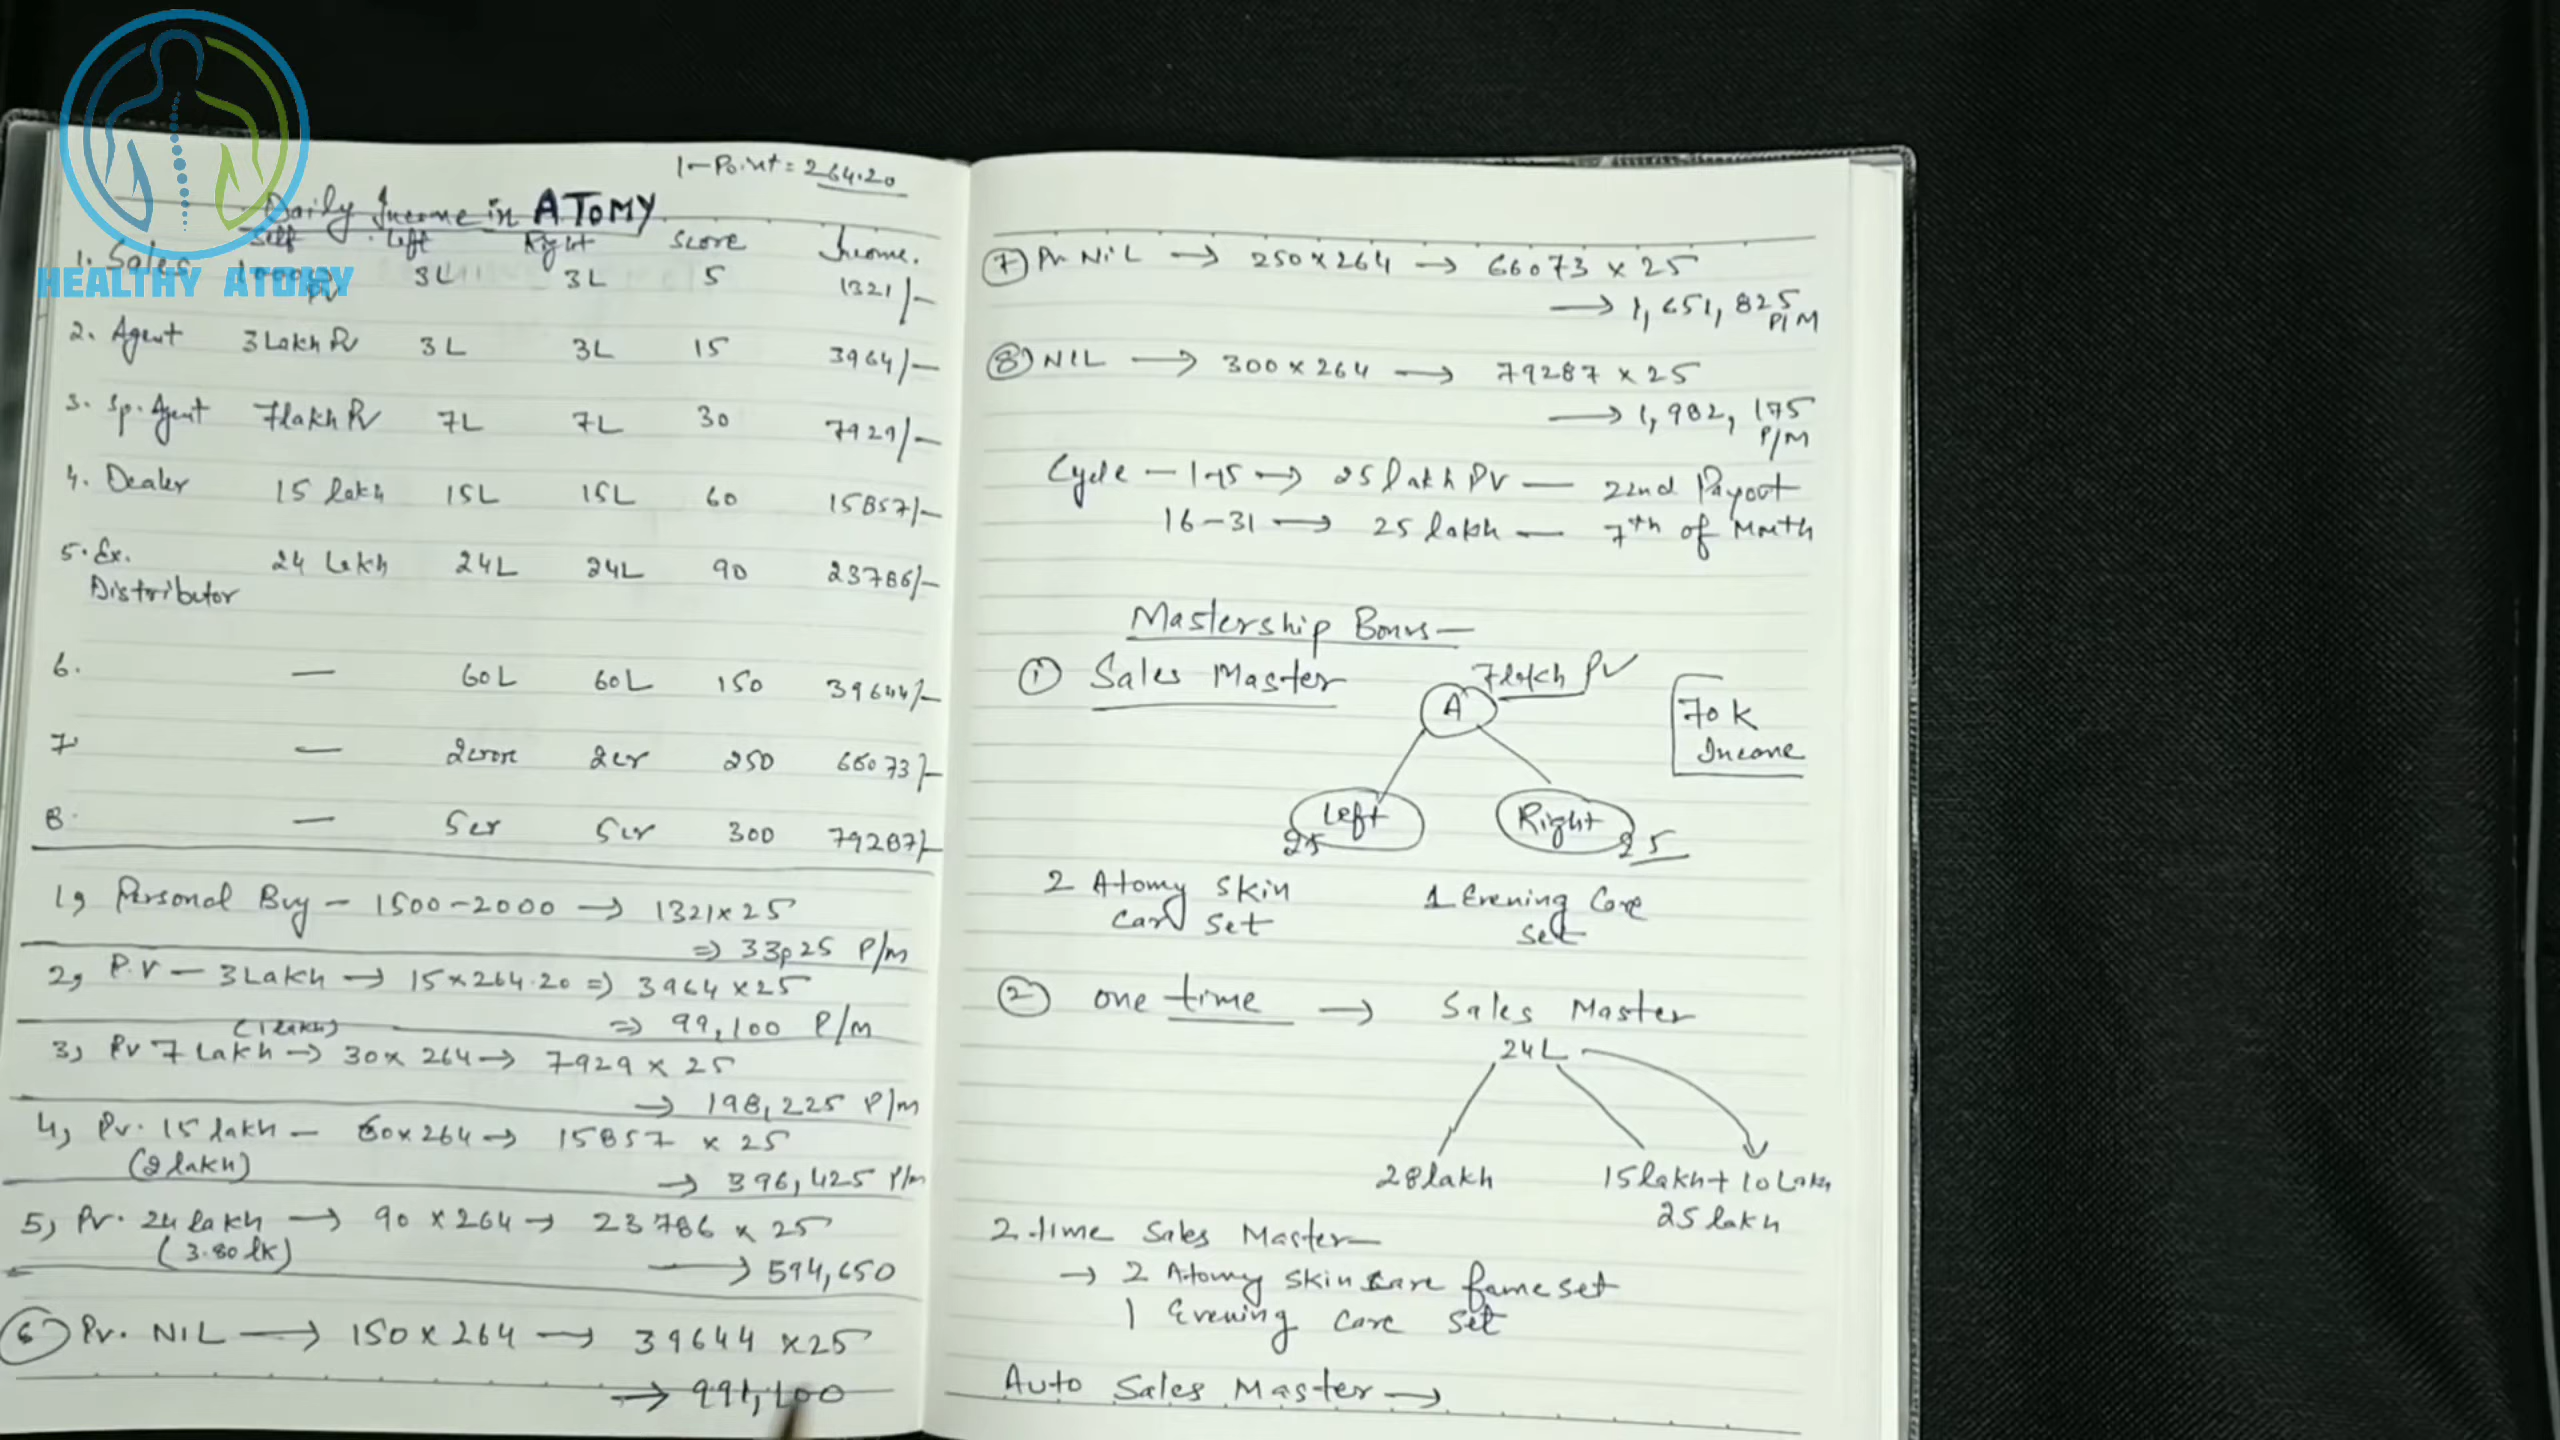 HEALTHY ATOMY
1-Point = 264.20
Daily Income in ATOMY
Self Left Right Score Income.
1. Sales 10000 PV 3L 3L 5 1321/-
2. Agent 3 Lakh Pv 3L 3L 15 3964/-
3. Sp. Agent 7 lakh Pv 7L 7L 30 7929/-
4. Dealer 15 lakh 15L 15L 60 15857/-
5. Ex. Distributor 24 Lakh 24L 24L 90 23786/-
6. — 60L 60L 150 39644/-
7 — 2 crore 2cr 250 66073/-
8. — 5cr 5cr 300 79287/-
1, Personal Buy - 1500-2000 → 1321 x 25
⇒ 33,025 P/m
2, P.V - 3 Lakh → 15 x 264.20 ⇒ 3964 x 25
⇒ 99,100 P/m
(1 Lakh)
3, Pv 7 Lakh → 30 x 264 → 7929 x 25
→ 198,225 P/m
4, Pv. 15 lakh - 60 x 264 → 15857 x 25
(2 lakh)
→ 396,425 P/m
5, Pv. 24 lakh → 90 x 264 → 23786 x 25
(3.80 lk)
→ 594,650
6 Pv. NIL → 150 x 264 → 39644 x 25
→ 991,100
7 Pv NiL → 250 x 264 → 66073 x 25
→ 1,651,825 P/M
8 NIL → 300 x 264 → 79287 x 25
→ 1,982,175 P/M
Cycle - 1-15 → 25 lakh PV - 22nd Payout
16-31 → 25 lakh - 7th of Month
Mastership Bonus-
1 Sales Master
7 lakh PV
A
70K
Income
Left
Right
25
25
2 Atomy Skin
Care Set
1 Evening Care
Set
2 one time → Sales Master
24L
28 lakh
15 lakh + 10 Lakh
25 lakh
2 time Sales Master-
→ 2 Atomy Skin care fame set
1 Evening Care Set
Auto Sales Master →